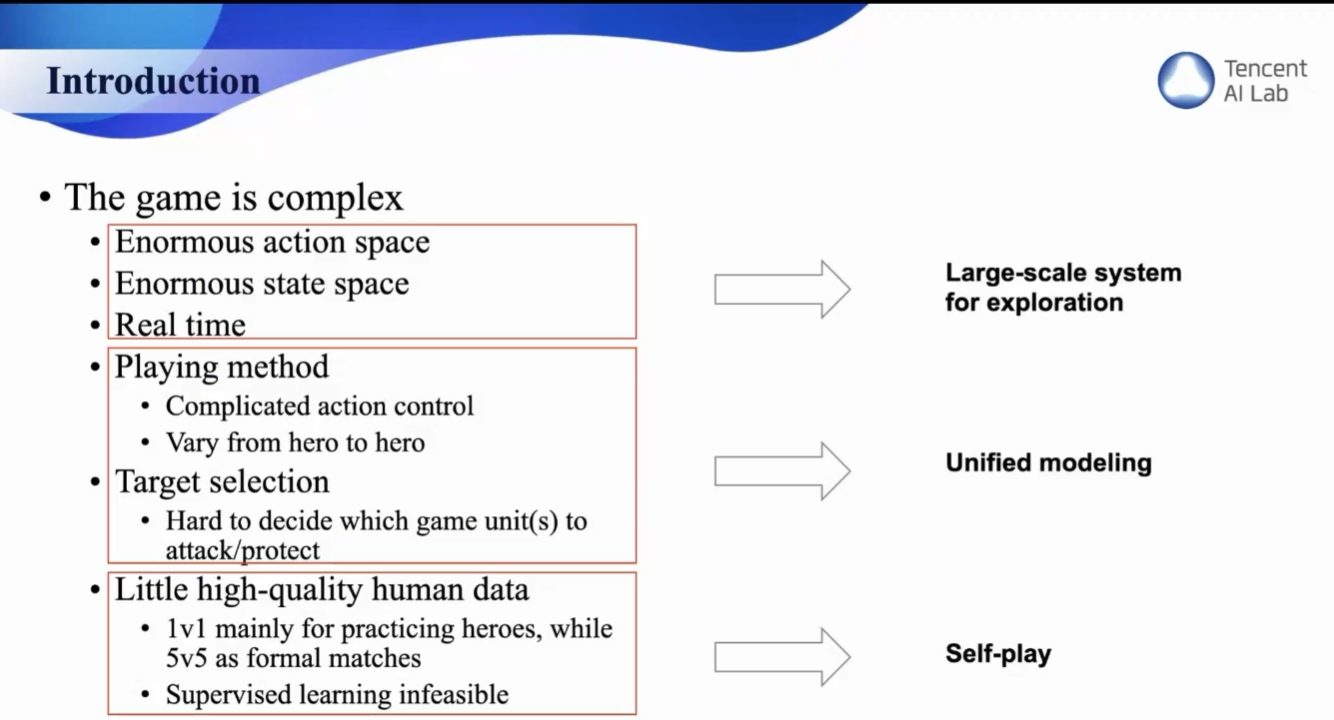 Introduction
Tencent
AI Lab
• The game is complex
• Enormous action space
• Enormous state space
• Real time
Large-scale system
for exploration
• Playing method
• Complicated action control
• Vary from hero to hero
• Target selection
• Hard to decide which game unit(s) to
attack/protect
Unified modeling
• Little high-quality human data
• 1v1 mainly for practicing heroes, while
5v5 as formal matches
• Supervised learning infeasible
Self-play